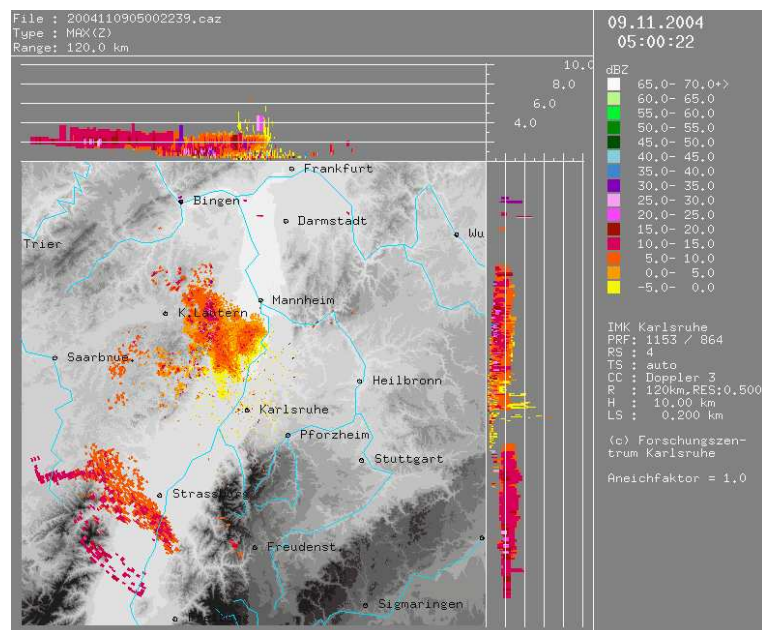 File : 2004110905002239.caz
Type : MAX(Z)
Range: 120.0 km
10.0
8.0
6.0
4.0
Frankfurt
Bingen
Darmstadt
Trier
Wu
Mannheim
K.Lautern
Saarbrue.
Heilbronn
Karlsruhe
Pforzheim
Stuttgart
Strassburg
Freudenst.
Sigmaringen
09.11.2004
05:00:22
dBZ
65.0- 70.0+>
60.0- 65.0
55.0- 60.0
50.0- 55.0
45.0- 50.0
40.0- 45.0
35.0- 40.0
30.0- 35.0
25.0- 30.0
20.0- 25.0
15.0- 20.0
10.0- 15.0
5.0- 10.0
0.0- 5.0
-5.0- 0.0
IMK Karlsruhe
PRF: 1153 / 864
RS : 4
TS : auto
CC : Doppler 3
R : 120km,RES:0.500
H : 10.00 km
LS : 0.200 km
(c) Forschungszen-
trum Karlsruhe
Aneichfaktor = 1.0